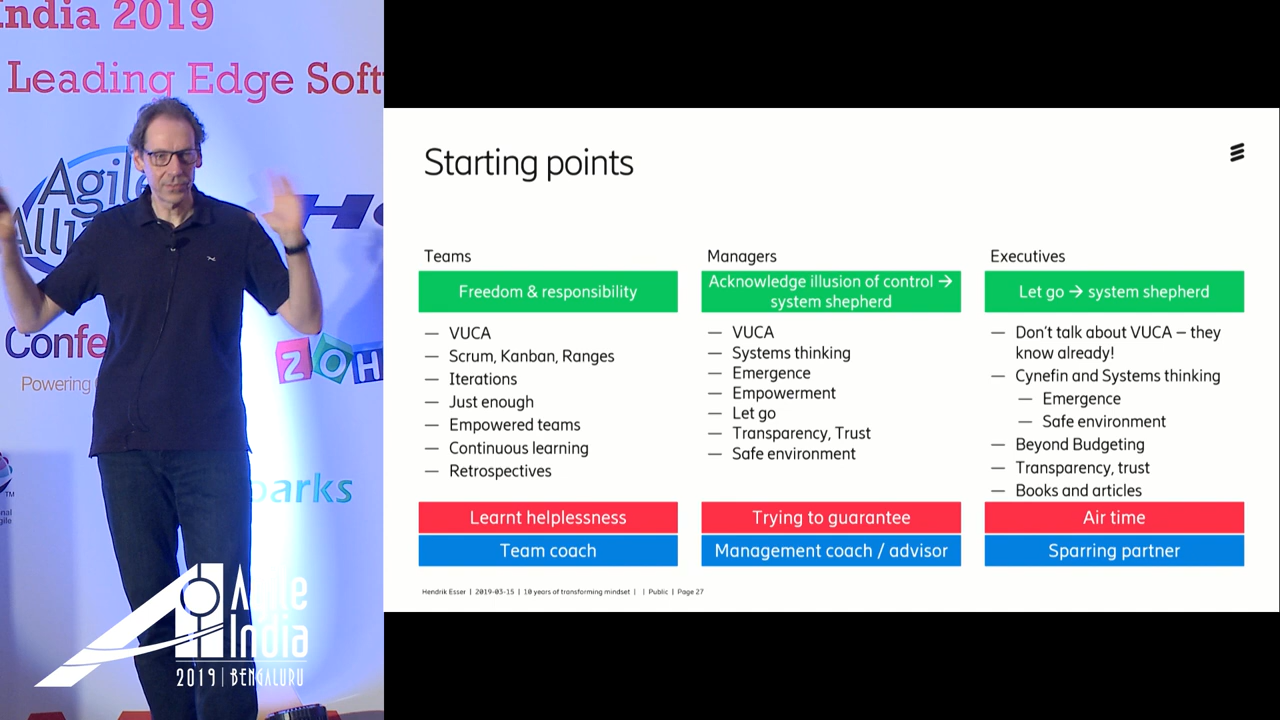 India 2019
Leading Edge Soft
Agile
Confe
Powering
ZOH
parks
Agile
India
2019 | BENGALURU
Starting points
Teams
Freedom & responsibility
— VUCA
— Scrum, Kanban, Ranges
— Iterations
— Just enough
— Empowered teams
— Continuous learning
— Retrospectives
Learnt helplessness
Team coach
Managers
Acknowledge illusion of control →
system shepherd
— VUCA
— Systems thinking
— Emergence
— Empowerment
— Let go
— Transparency, Trust
— Safe environment
Trying to guarantee
Management coach / advisor
Executives
Let go → system shepherd
— Don't talk about VUCA – they
know already!
— Cynefin and Systems thinking
— Emergence
— Safe environment
— Beyond Budgeting
— Transparency, trust
— Books and articles
Air time
Sparring partner
Hendrik Esser | 2019-03-15 | 10 years of transforming mindset | | Public | Page 27